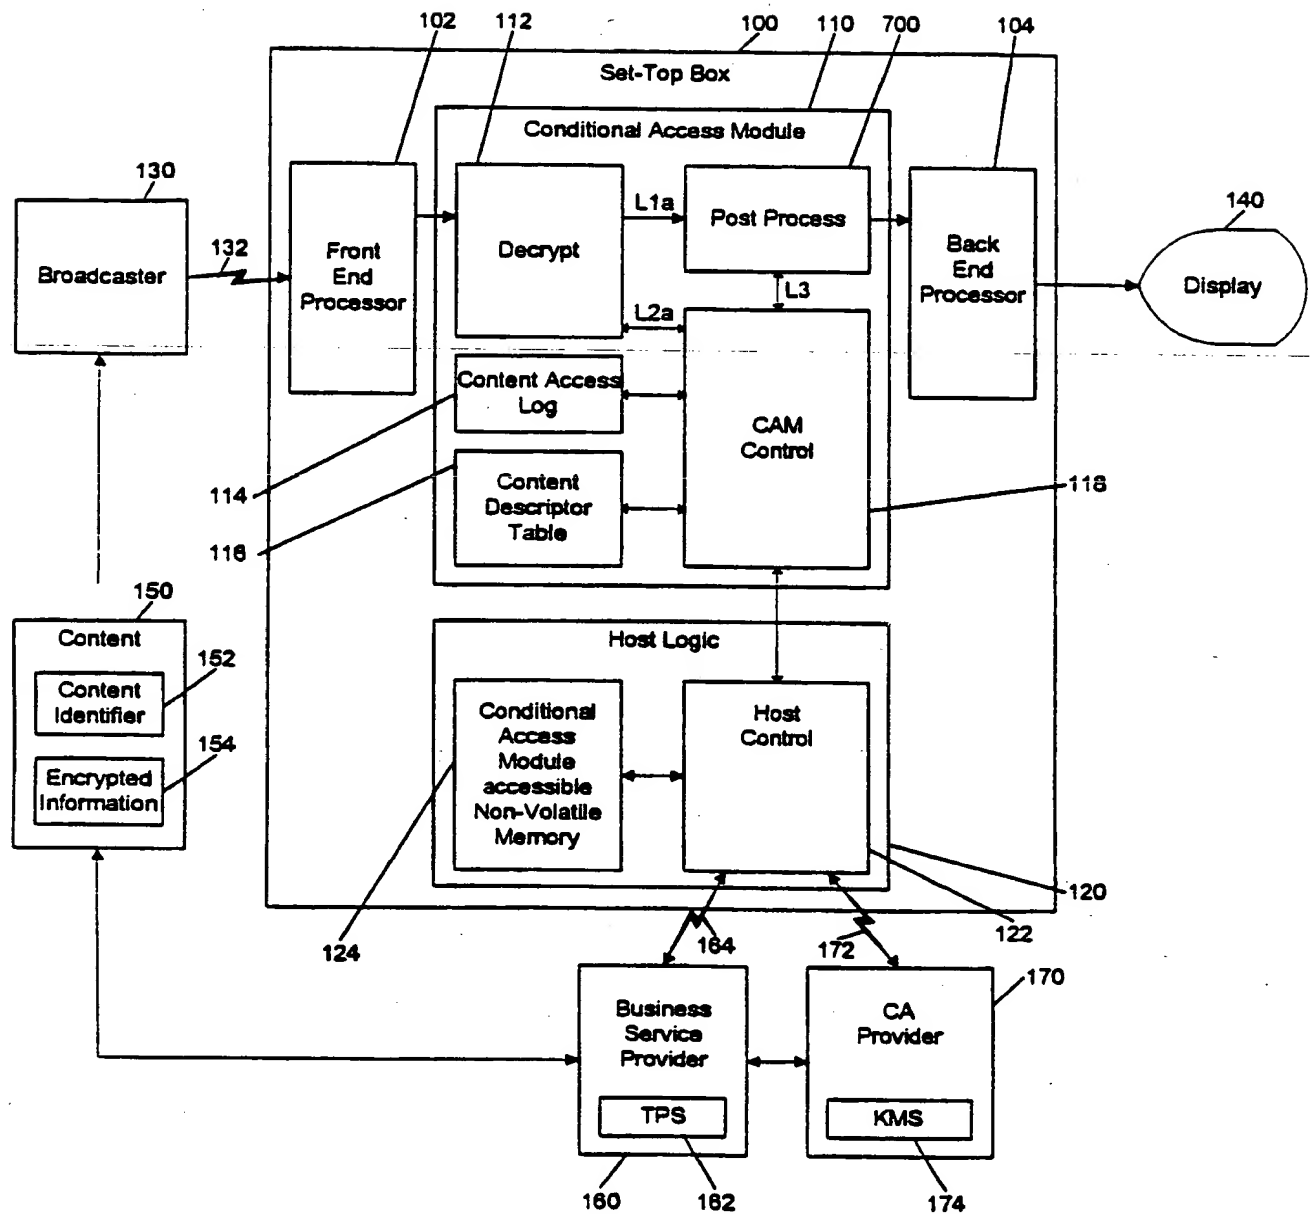 102
112
100
110
700
104
Set-Top Box
Conditional Access Module
130
Broadcaster
132
Front
End
Processor
Decrypt
L1a
Post Process
L3
L2a
Back
End
Processor
140
Display
Content Access
Log
CAM
Control
114
Content
Descriptor
Table
116
118
150
Content
152
Content
Identifier
154
Encrypted
Information
Host Logic
Conditional
Access
Module
accessible
Non-Volatile
Memory
Host
Control
124
164
172
122
120
Business
Service
Provider
TPS
CA
Provider
KMS
170
160
162
174